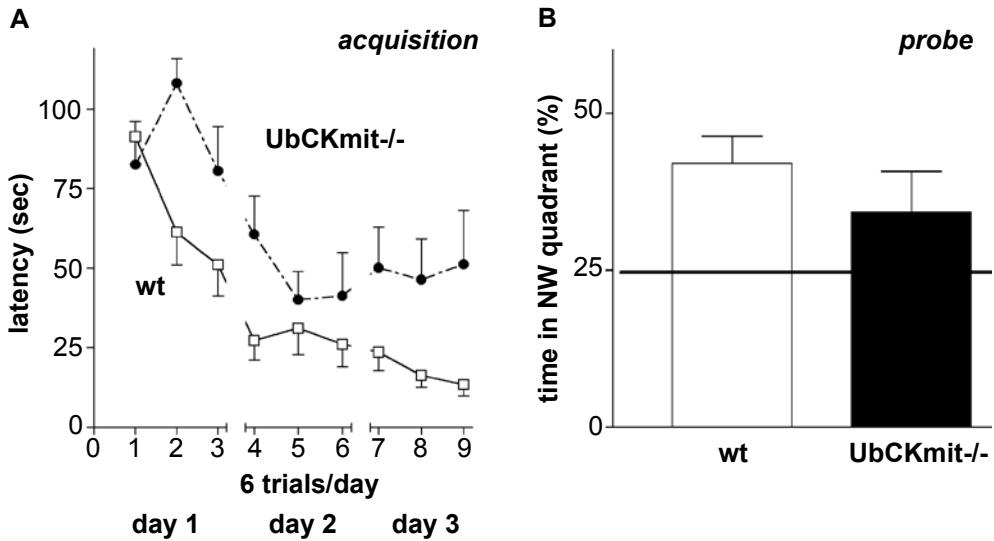 A
acquisition
100
75
50
25
0
latency (sec)
UbCKmit-/-
wt
0 1 2 3 4 5 6 7 8 9
6 trials/day
day 1 day 2 day 3
B
probe
50
25
0
time in NW quadrant (%)
wt UbCKmit-/-